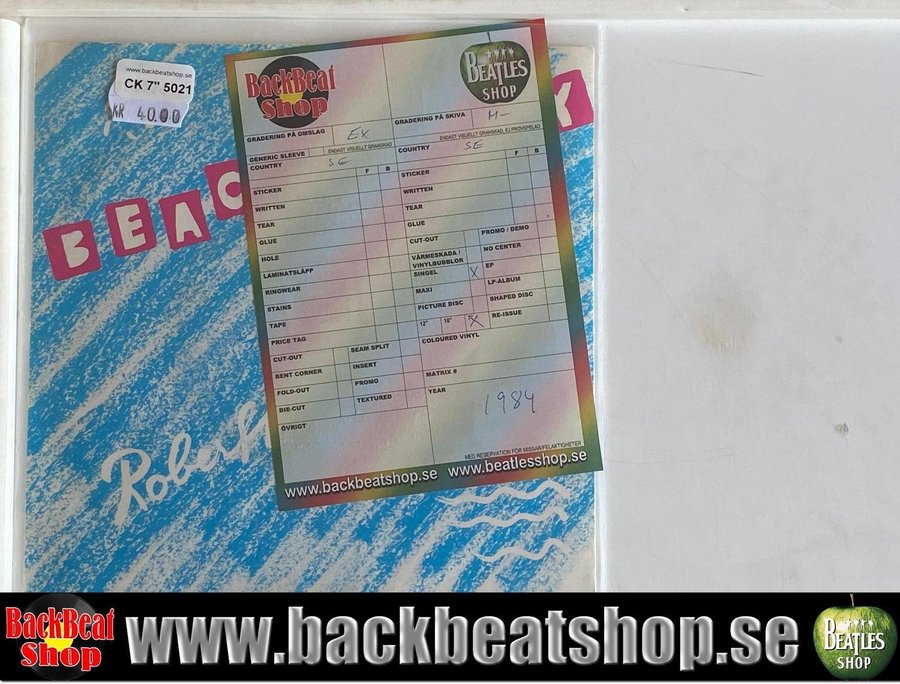 www.backbeatshop.se
CK 7" 5021
KR 40.00
BEAC
K
Robert
BackBeat
Shop
BEATLES
SHOP
GRADERING PÅ OMSLAG EX
ENDAST VISUELLT GRANSKAD
GENERIC SLEEVE
COUNTRY SE
F B
STICKER
WRITTEN
TEAR
GLUE
HOLE
LAMINATSLÄPP
RINGWEAR
STAINS
TAPE
PRICE TAG
CUT-OUT SEAM SPLIT
BENT CORNER INSERT
FOLD-OUT PROMO
DIE-CUT TEXTURED
ÖVRIGT
GRADERING PÅ SKIVA M-
ENDAST VISUELLT GRANSKAD, EJ PROVSPELAD
COUNTRY SE
F B
STICKER
WRITTEN
TEAR
GLUE
CUT-OUT PROMO / DEMO
VÄRMESKADA / VINYLBUBBLOR NO CENTER
SINGEL X EP
MAXI LP-ALBUM
PICTURE DISC SHAPED DISC
12" 10" 7" X RE-ISSUE
COLOURED VINYL
MATRIX #
YEAR
1984
MED RESERVATION FÖR MISSAR/FELAKTIGHETER
www.backbeatshop.se www.beatlesshop.se
BackBeat
Shop
www.backbeatshop.se
BEATLES
SHOP